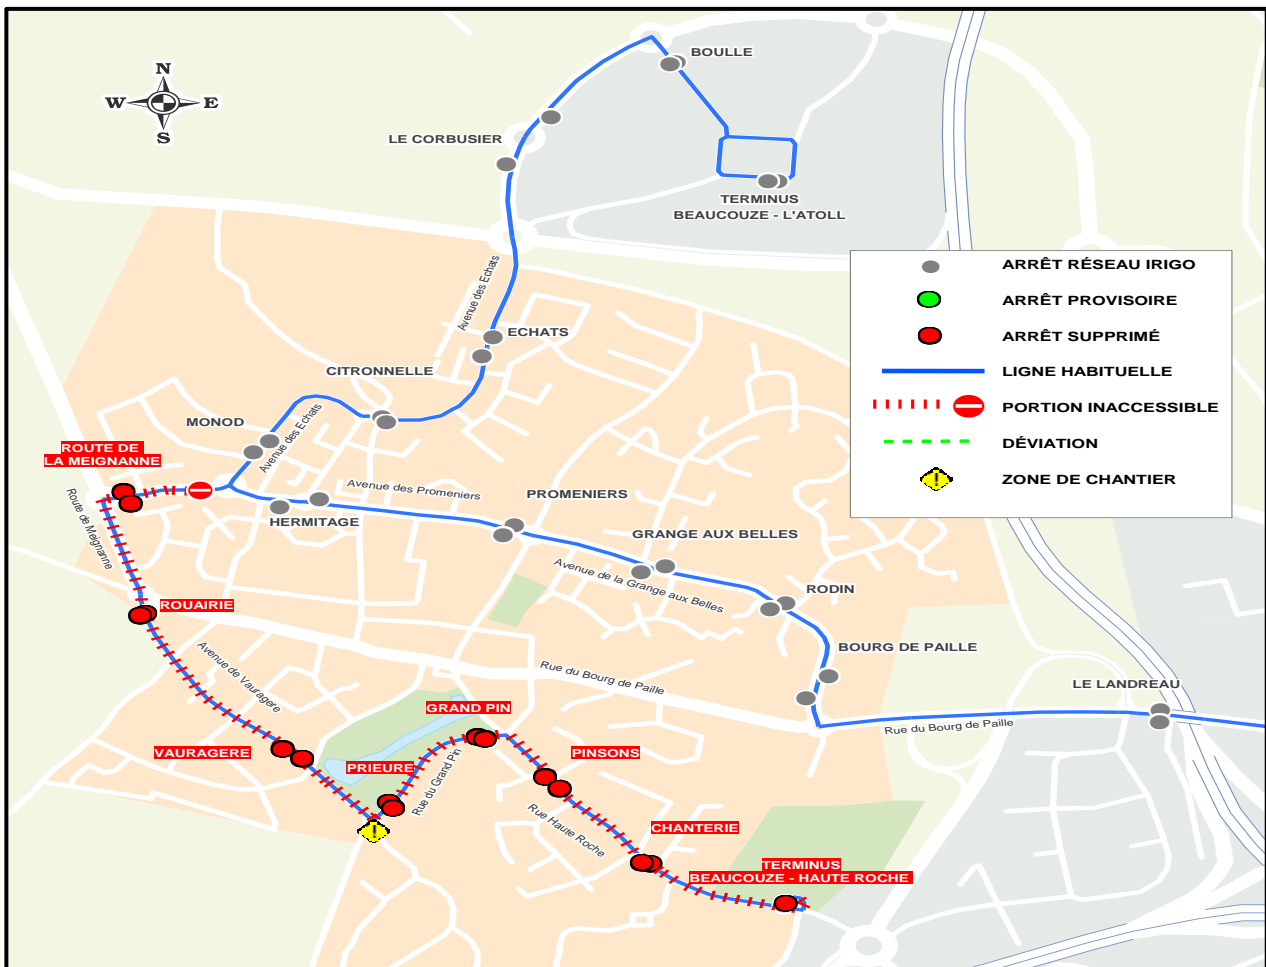 N
W E
S
BOULLE
LE CORBUSIER
TERMINUS
BEAUCOUZE - L'ATOLL
Avenue des Echats
ECHATS
CITRONNELLE
MONOD
Avenue des Echats
ROUTE DE
LA MEIGNANNE
Route de Meignanne
Avenue des Promeniers
HERMITAGE
PROMENIERS
GRANGE AUX BELLES
Avenue de la Grange aux Belles
RODIN
ROUAIRIE
BOURG DE PAILLE
Avenue de Vauragère
Rue du Bourg de Paille
LE LANDREAU
Rue du Bourg de Paille
GRAND PIN
VAURAGERE
PRIEURE
Rue du Grand Pin
PINSONS
Rue Haute Roche
CHANTERIE
TERMINUS
BEAUCOUZE - HAUTE ROCHE
ARRÊT RÉSEAU IRIGO
ARRÊT PROVISOIRE
ARRÊT SUPPRIMÉ
LIGNE HABITUELLE
PORTION INACCESSIBLE
DÉVIATION
ZONE DE CHANTIER